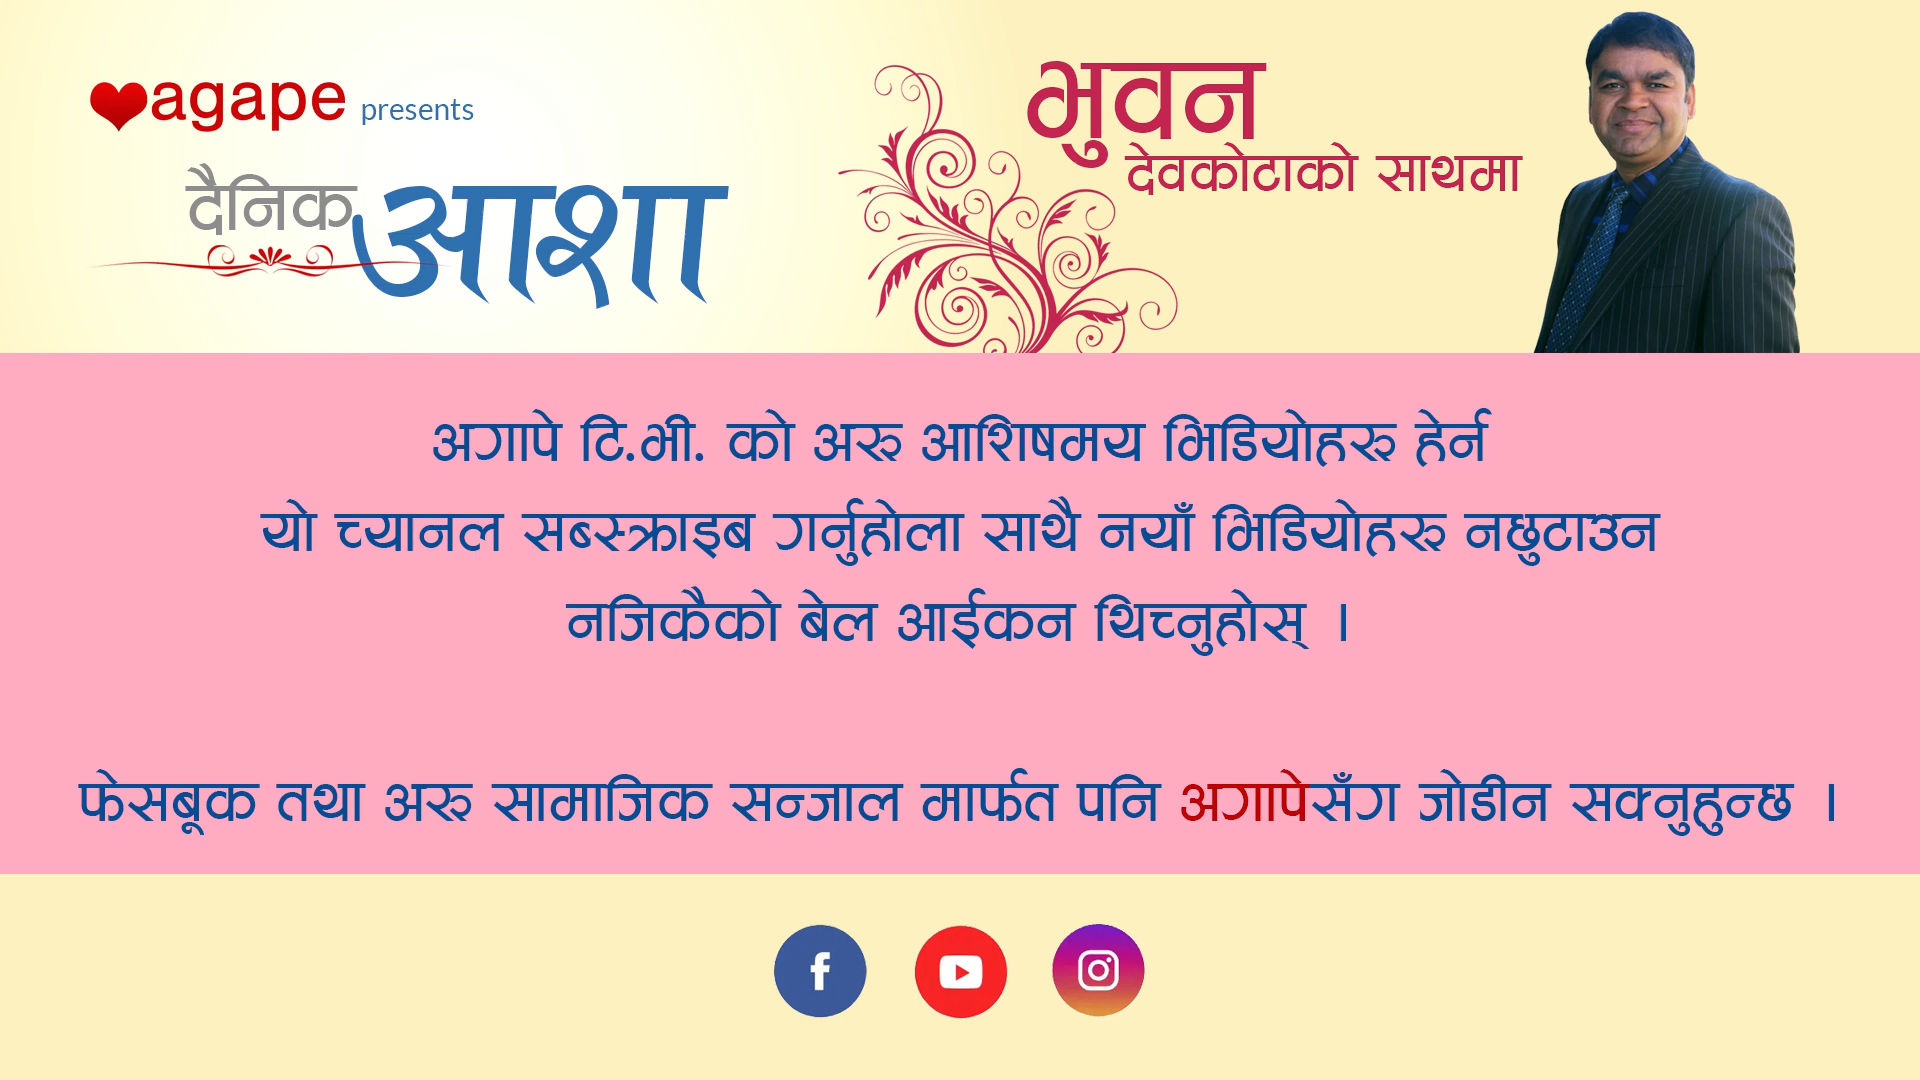 agape presents
दैनिक आशा
भुवन
देवकोटाको साथमा
अगापे टि.भी. को अरु आशिषमय भिडियोहरु हेर्न
यो च्यानल सब्स्क्राइब गर्नुहोला साथै नयाँ भिडियोहरु नछुटाउन
नजिकैको बेल आईकन थिच्नुहोस् ।
फेसबूक तथा अरु सामाजिक सन्जाल मार्फत पनि अगापेसँग जोडीन सक्नुहुन्छ ।